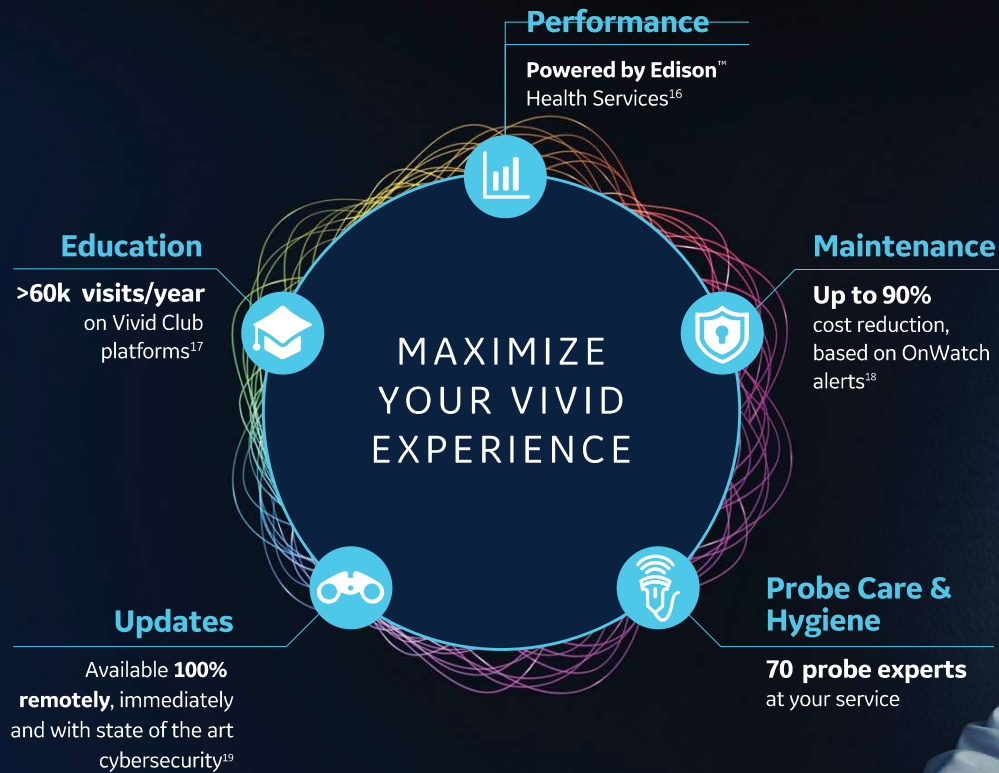 Performance
Powered by Edison™
Health Services¹⁶
Education
>60k visits/year
on Vivid Club
platforms¹⁷
Maintenance
Up to 90%
cost reduction,
based on OnWatch
alerts¹⁸
MAXIMIZE
YOUR VIVID
EXPERIENCE
Updates
Available 100%
remotely, immediately
and with state of the art
cybersecurity¹⁹
Probe Care &
Hygiene
70 probe experts
at your service